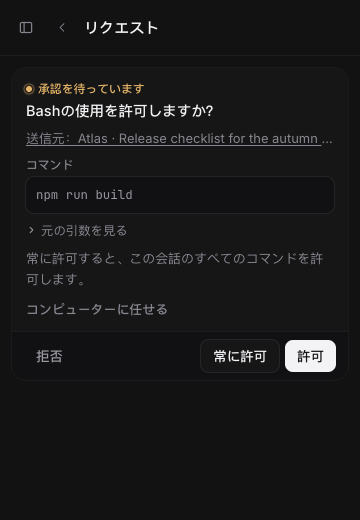 リクエスト
承認を待っています
Bashの使用を許可しますか?
送信元: Atlas · Release checklist for the autumn ...
コマンド
npm run build
元の引数を見る
常に許可すると、この会話のすべてのコマンドを許
可します。
コンピューターに任せる
拒否
常に許可
許可